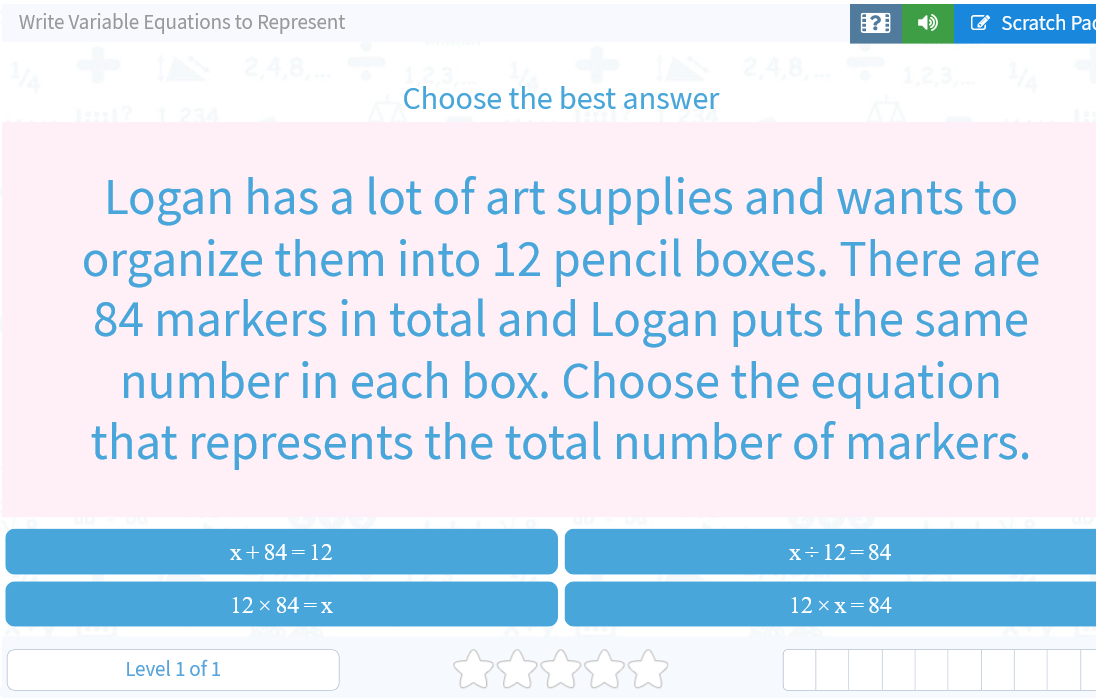 Write Variable Equations to Represent
Scratch Pa
Choose the best answer
Logan has a lot of art supplies and wants to
organize them into 12 pencil boxes. There are
84 markers in total and Logan puts the same
number in each box. Choose the equation
that represents the total number of markers.
x + 84 = 12
x ÷ 12 = 84
12 × 84 = x
12 × x = 84
Level 1 of 1